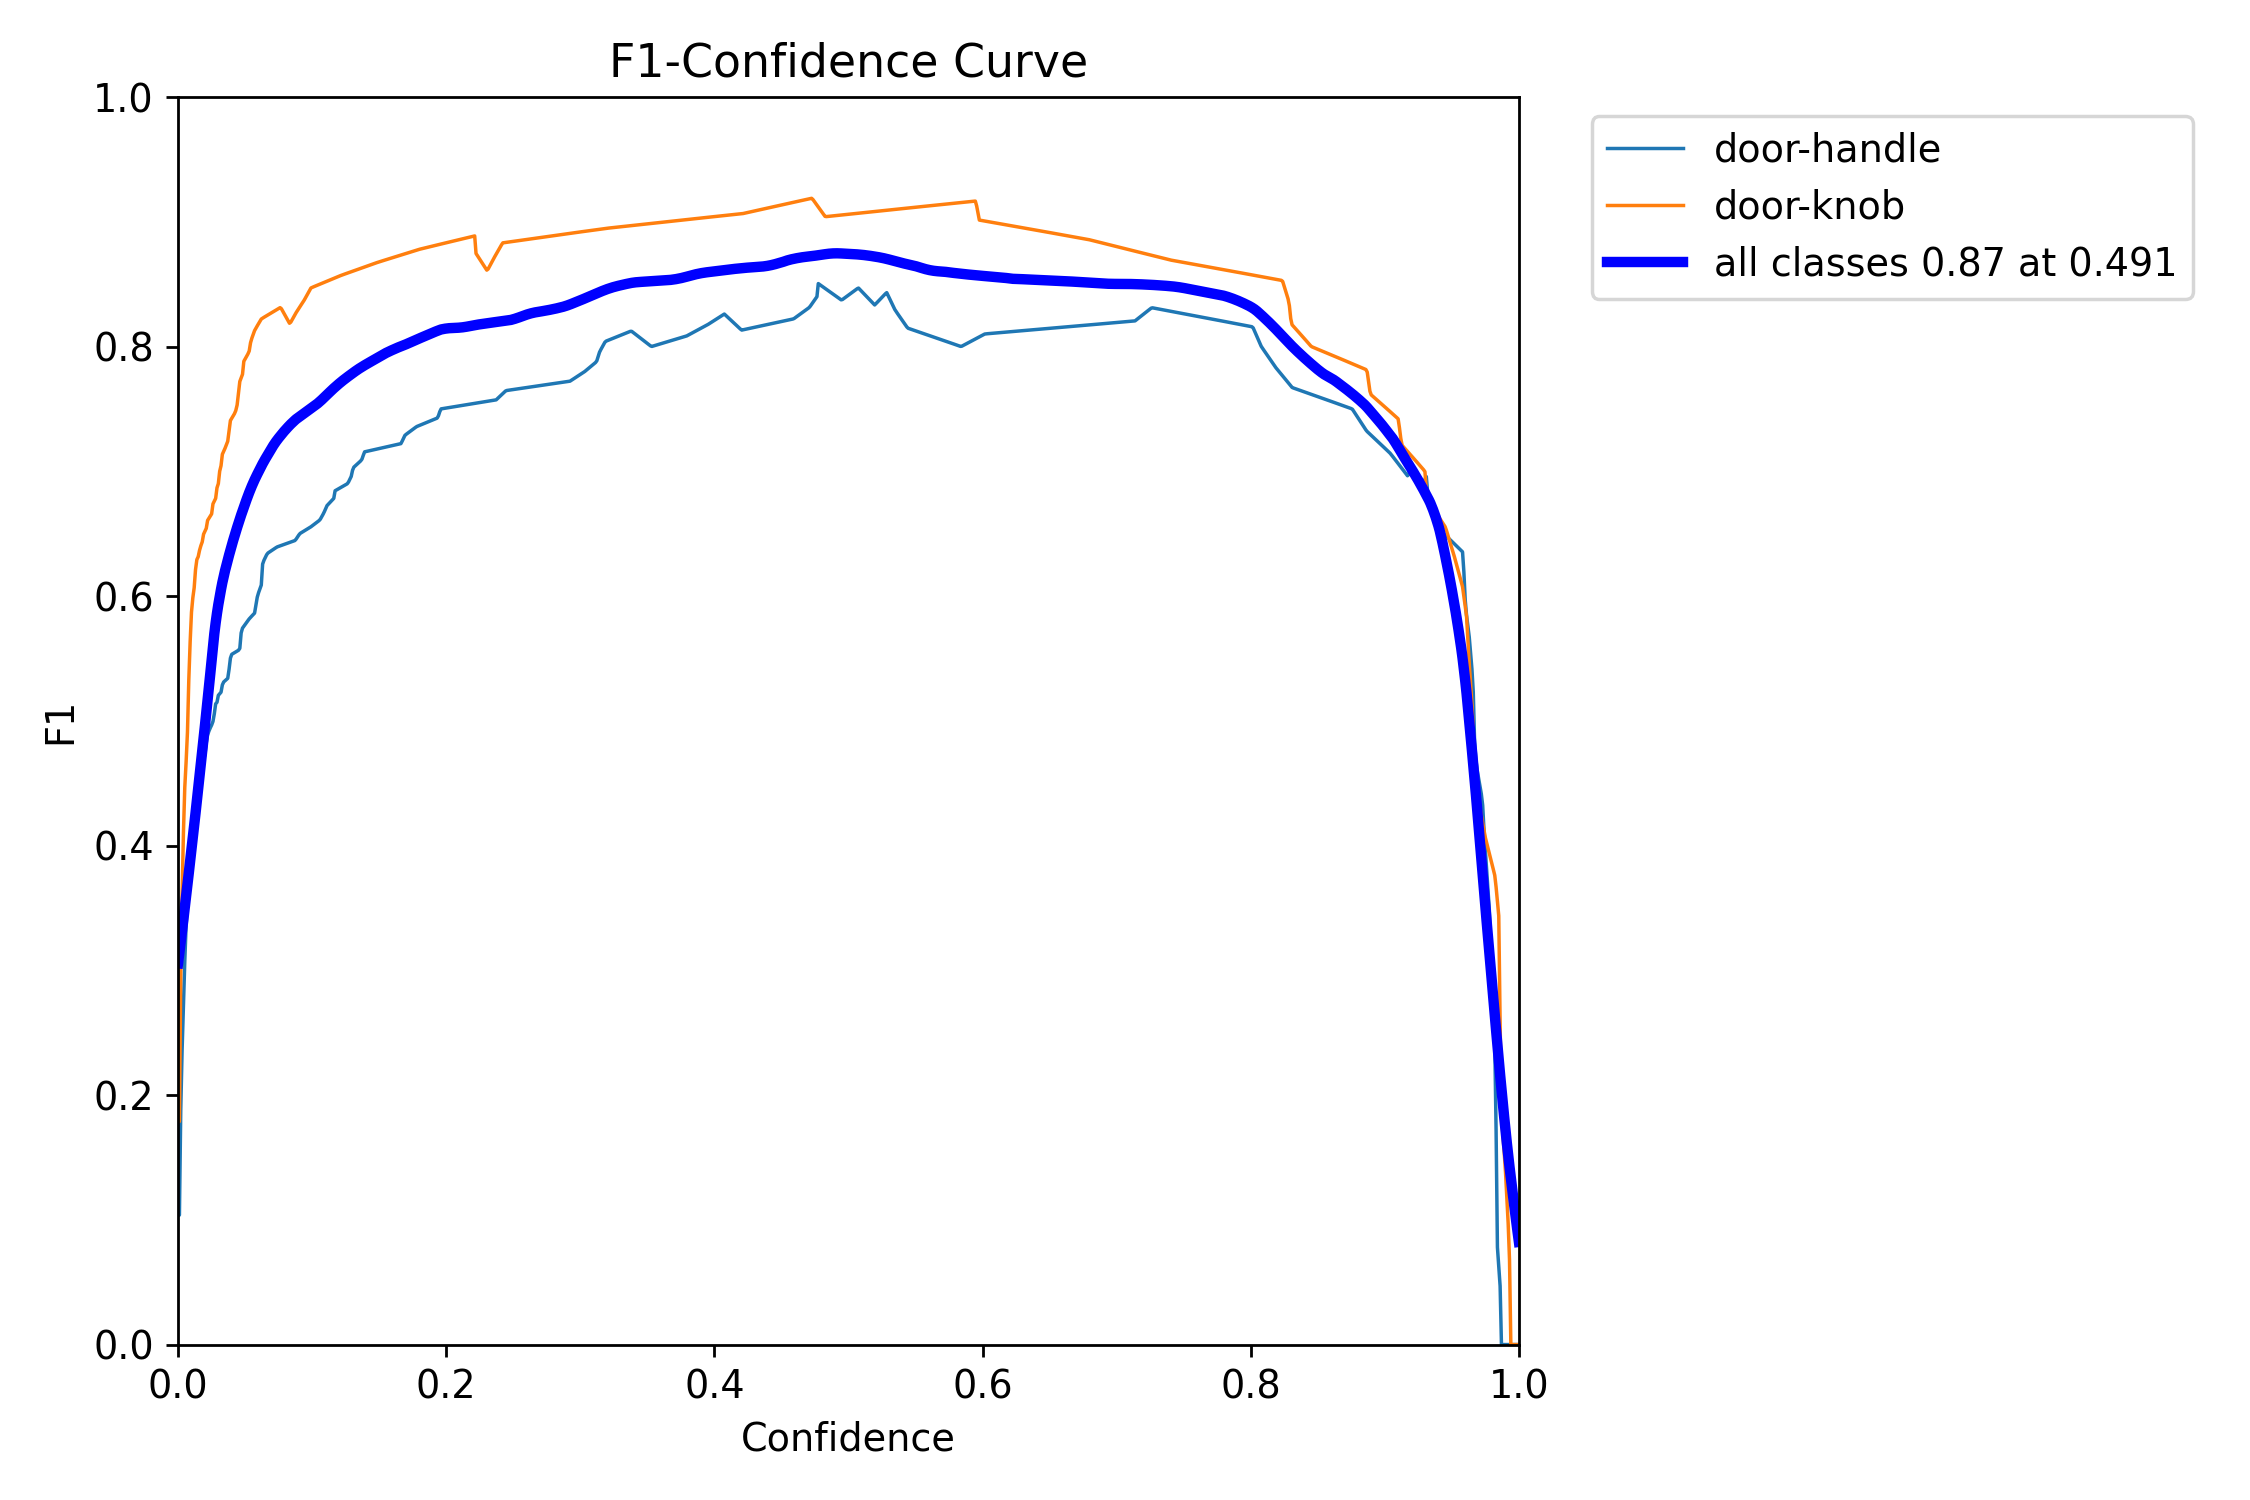 F1-Confidence Curve
1.0
0.8
0.6
0.4
0.2
0.0
F1
0.0 0.2 0.4 0.6 0.8 1.0
Confidence
door-handle
door-knob
all classes 0.87 at 0.491